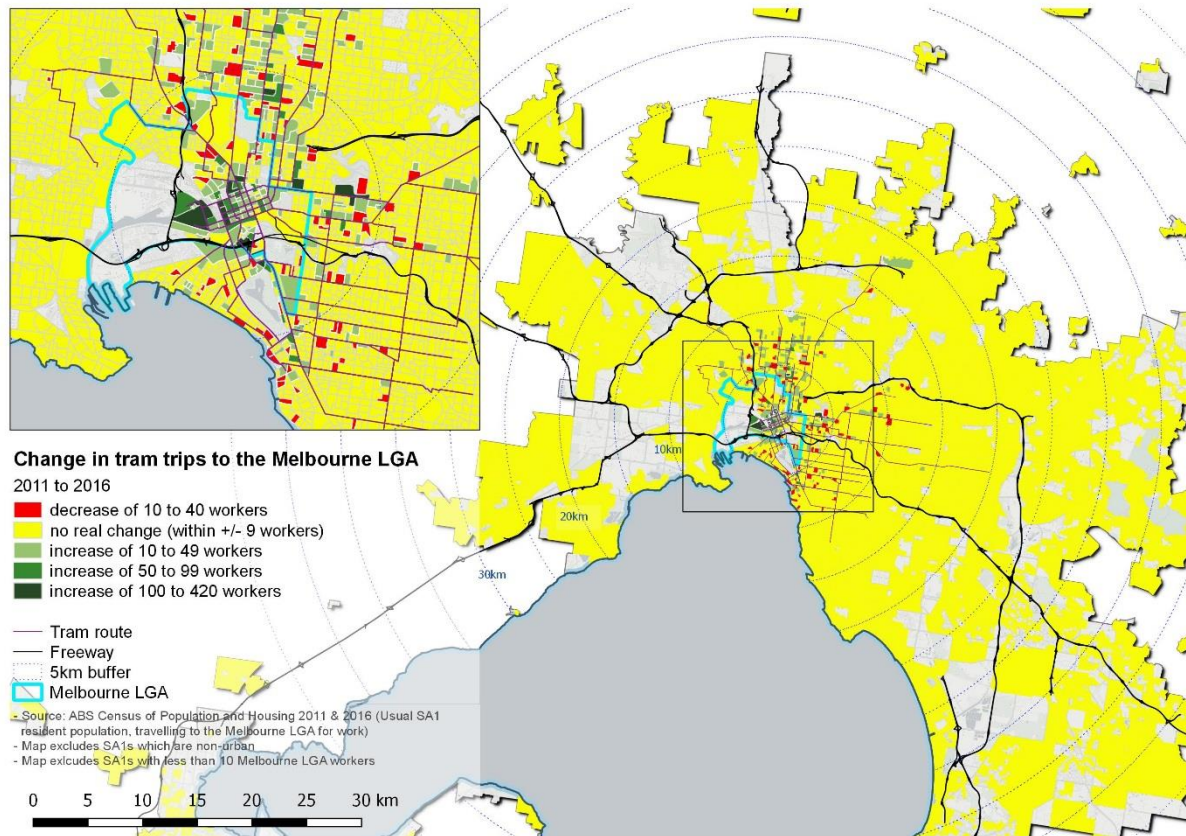 Change in tram trips to the Melbourne LGA
2011 to 2016
decrease of 10 to 40 workers
no real change (within +/- 9 workers)
increase of 10 to 49 workers
increase of 50 to 99 workers
increase of 100 to 420 workers
Tram route
Freeway
5km buffer
Melbourne LGA
- Source: ABS Census of Population and Housing 2011 & 2016 (Usual SA1
resident population, travelling to the Melbourne LGA for work)
- Map excludes SA1s which are non-urban
- Map exlcudes SA1s with less than 10 Melbourne LGA workers
0 5 10 15 20 25 30 km
10km
20km
30km